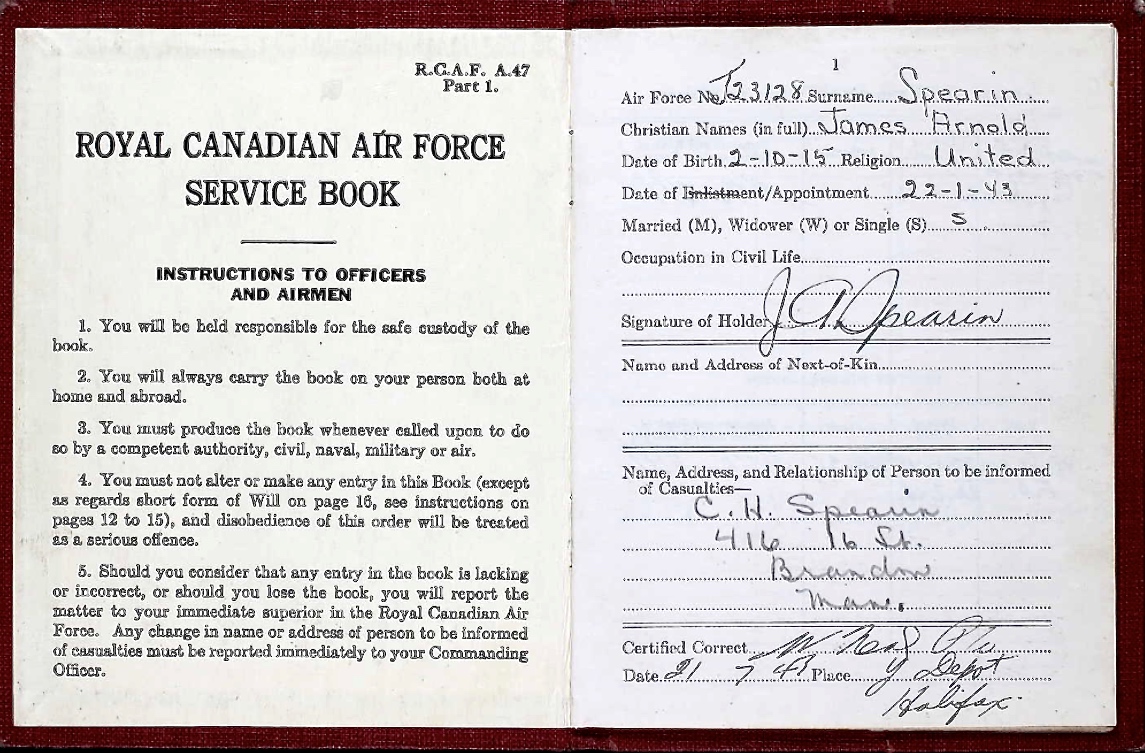 R.C.A.F. A.47
Part 1.
ROYAL CANADIAN AIR FORCE
SERVICE BOOK
INSTRUCTIONS TO OFFICERS
AND AIRMEN
1. You will be held responsible for the safe custody of the
book.
2. You will always carry the book on your person both at
home and abroad.
3. You must produce the book whenever called upon to do
so by a competent authority, civil, naval, military or air.
4. You must not alter or make any entry in this Book (except
as regards short form of Will on page 16, see instructions on
pages 12 to 15), and disobedience of this order will be treated
as a serious offence.
5. Should you consider that any entry in the book is lacking
or incorrect, or should you lose the book, you will report the
matter to your immediate superior in the Royal Canadian Air
Force. Any change in name or address of person to be informed
of casualties must be reported immediately to your Commanding
Officer.
1
Air Force No. J23128 Surname Spearin
Christian Names (in full) James Arnold
Date of Birth 2-10-15 Religion United
Date of Enlistment/Appointment 22-1-43
Married (M), Widower (W) or Single (S) S
Occupation in Civil Life
Signature of Holder J A Spearin
Name and Address of Next-of-Kin
Name, Address, and Relationship of Person to be informed
of Casualties—
C. H. Spearin
416 16 St.
Brandon
Man.
Certified Correct
Date 21 7 43 Place Y Depot
Halifax.